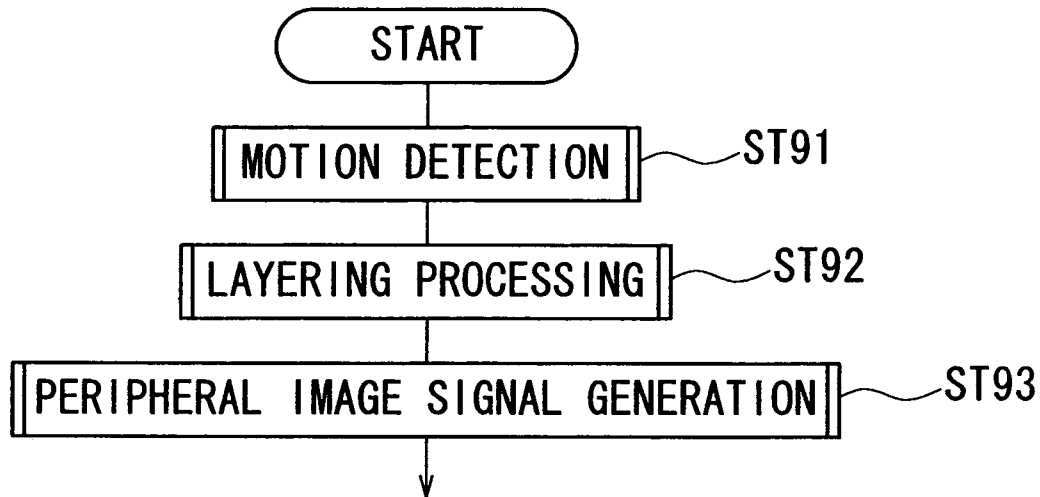 START
MOTION DETECTION ST91
LAYERING PROCESSING ST92
PERIPHERAL IMAGE SIGNAL GENERATION ST93